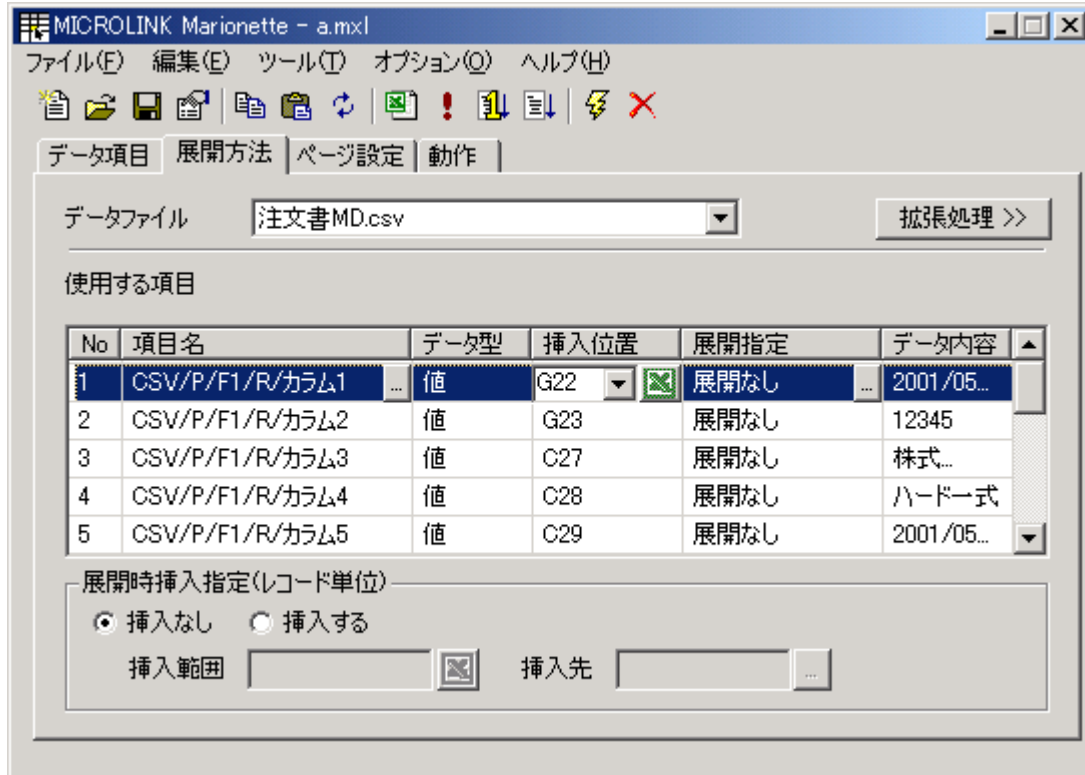 MICROLINK Marionette - a.mxl
ファイル(F) 編集(E) ツール(T) オプション(O) ヘルプ(H)
データ項目 展開方法 ページ設定 動作
データファイル 注文書MD.csv 拡張処理 >>
使用する項目
No 項目名 データ型 挿入位置 展開指定 データ内容
1 CSV/P/F1/R/カラム1 ... 値 G22 展開なし ... 2001/05...
2 CSV/P/F1/R/カラム2 値 G23 展開なし 12345
3 CSV/P/F1/R/カラム3 値 C27 展開なし 株式...
4 CSV/P/F1/R/カラム4 値 C28 展開なし ハード一式
5 CSV/P/F1/R/カラム5 値 C29 展開なし 2001/05...
展開時挿入指定(レコード単位)
挿入なし 挿入する
挿入範囲 挿入先 ...